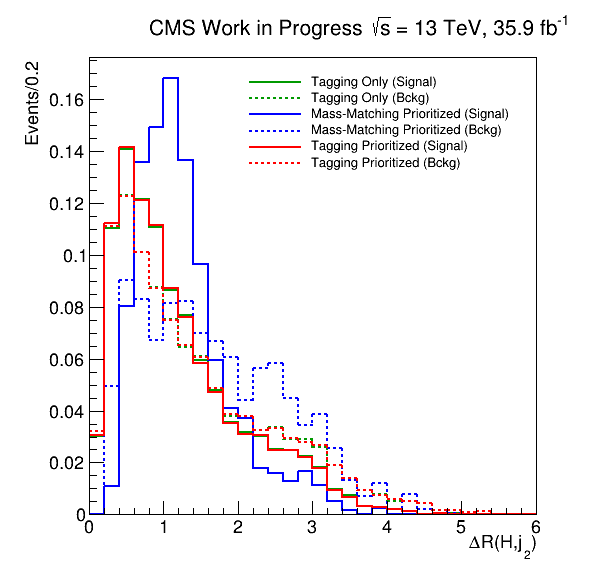 CMS Work in Progress √s = 13 TeV, 35.9 fb⁻¹
Events/0.2
Tagging Only (Signal)
Tagging Only (Bckg)
Mass-Matching Prioritized (Signal)
Mass-Matching Prioritized (Bckg)
Tagging Prioritized (Signal)
Tagging Prioritized (Bckg)
0.16
0.14
0.12
0.1
0.08
0.06
0.04
0.02
0
0 1 2 3 4 5 6
ΔR(H,j₂)